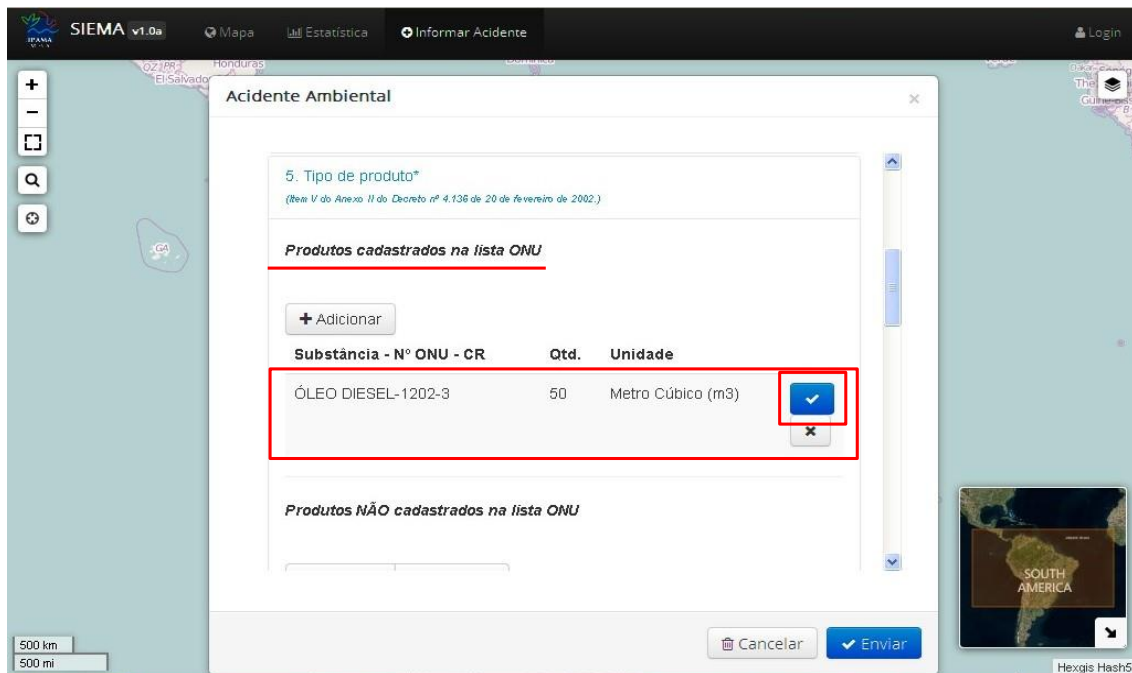 IBAMA
SIEMA v1.0a
Mapa
Estatística
Informar Acidente
Login
Honduras
El Salvador
Acidente Ambiental
×
5. Tipo de produto*
(Item V do Anexo II do Decreto nº 4.136 de 20 de fevereiro de 2002.)
Produtos cadastrados na lista ONU
Adicionar
Substância - Nº ONU - CR Qtd. Unidade
ÓLEO DIESEL-1202-3 50 Metro Cúbico (m3)
Produtos NÃO cadastrados na lista ONU
GA
SOUTH
AMERICA
Cancelar
Enviar
500 km
500 mi
Hexgis Hash5